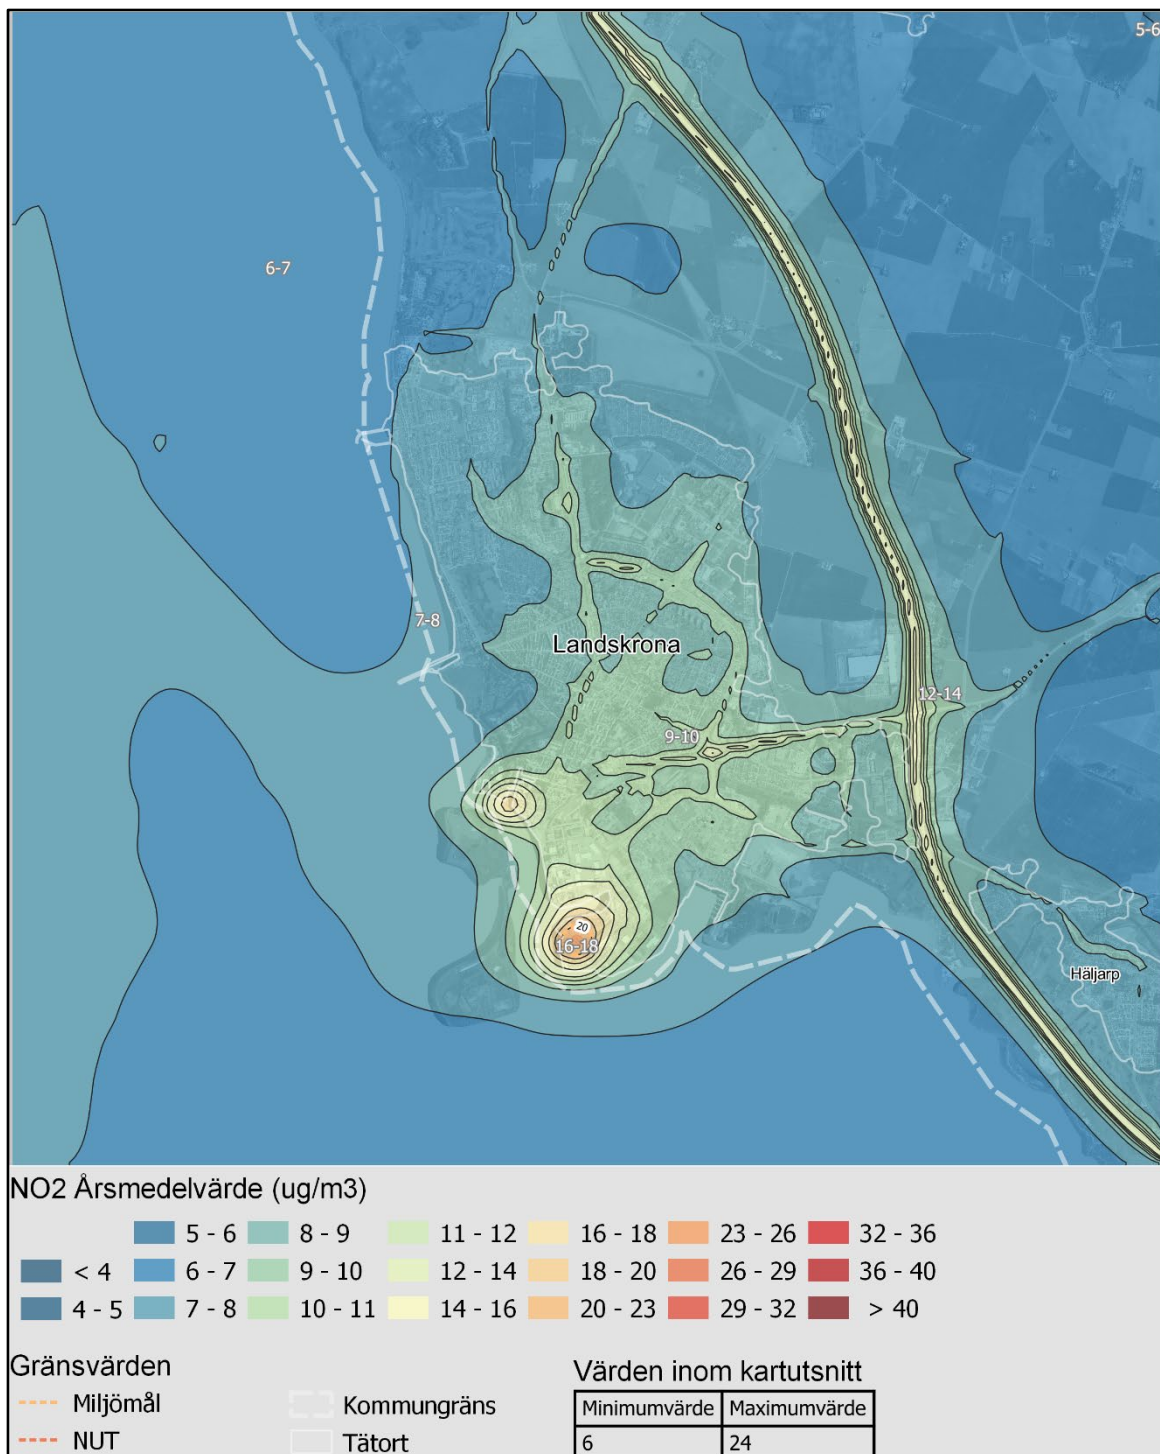 5-6
6-7
7-8
Landskrona
12-14
9-10
20
16-18
Häljarp
NO2 Årsmedelvärde (ug/m3)
5 - 6 8 - 9 11 - 12 16 - 18 23 - 26 32 - 36
< 4 6 - 7 9 - 10 12 - 14 18 - 20 26 - 29 36 - 40
4 - 5 7 - 8 10 - 11 14 - 16 20 - 23 29 - 32 > 40
Gränsvärden
Miljömål
NUT
Kommungräns
Tätort
Värden inom kartutsnitt
Minimumvärde Maximumvärde
6 24